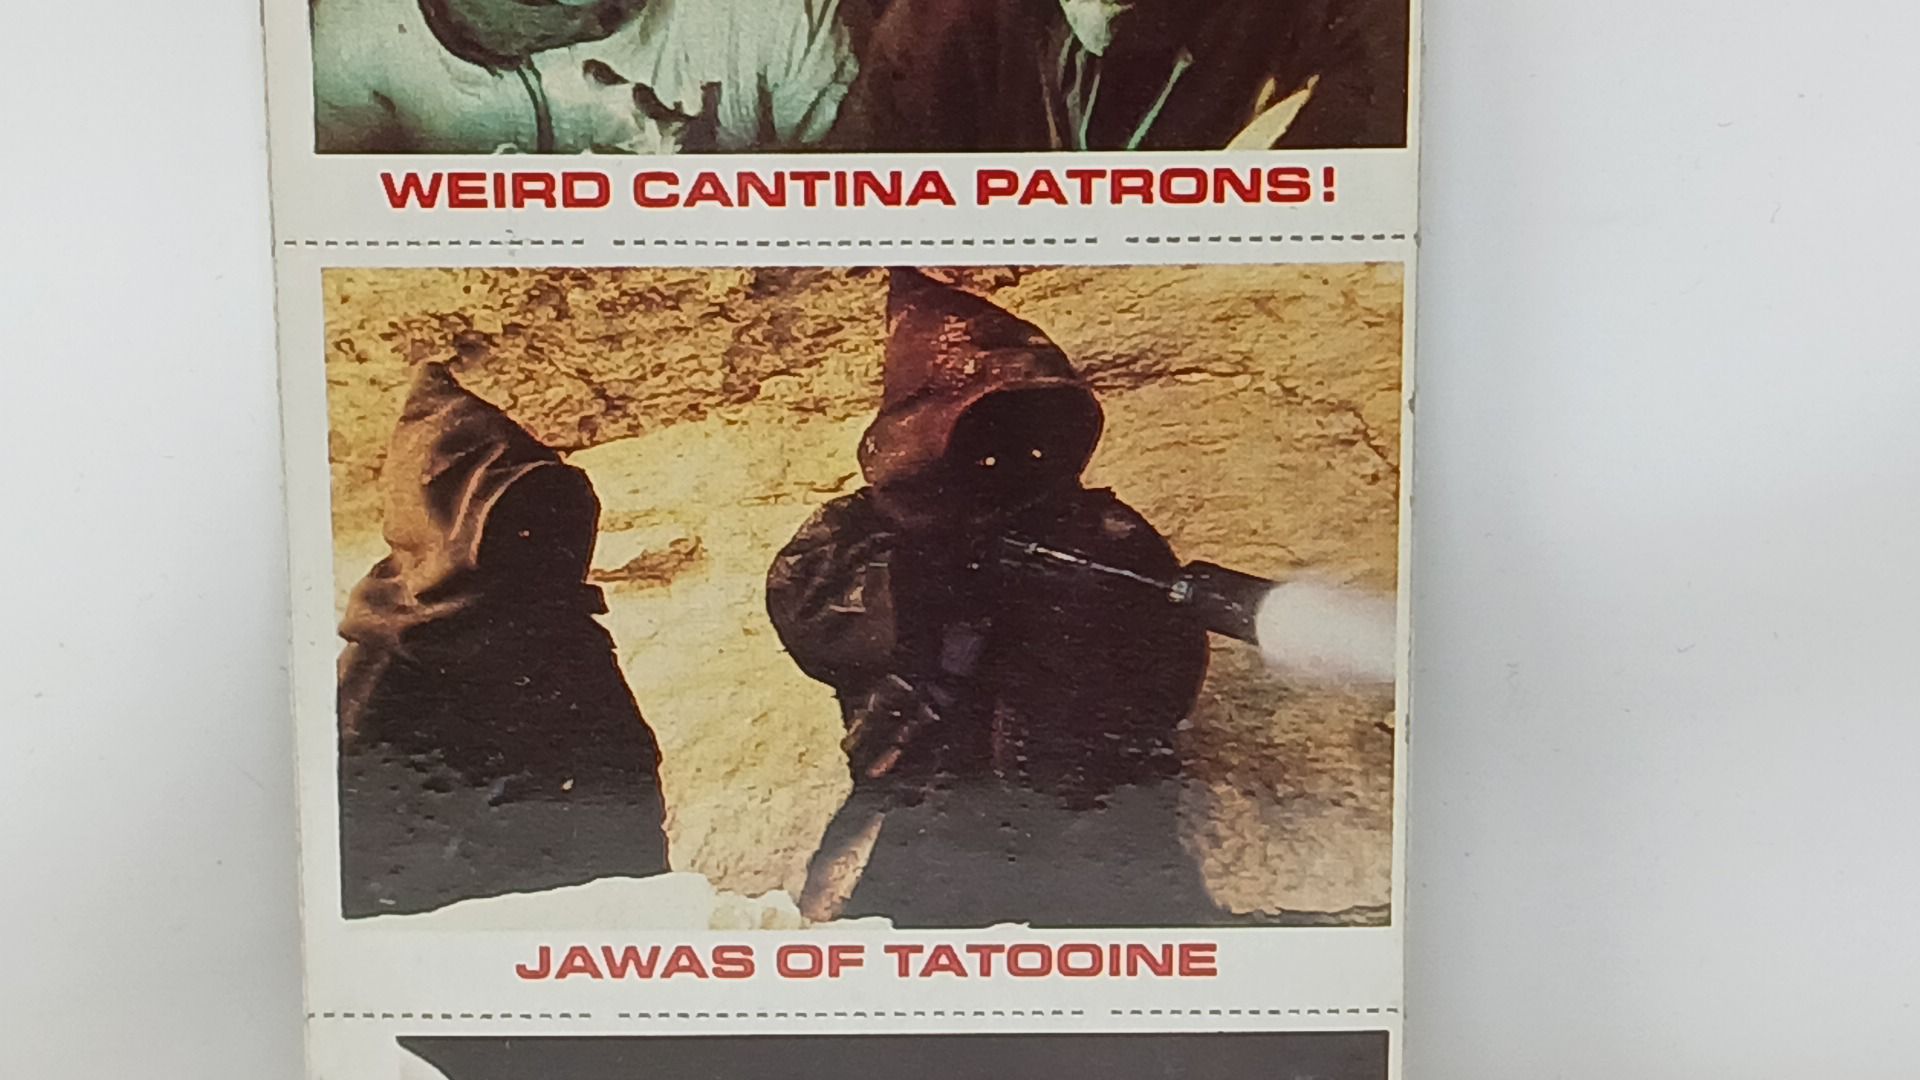 WEIRD CANTINA PATRONS!
JAWAS OF TATOOINE